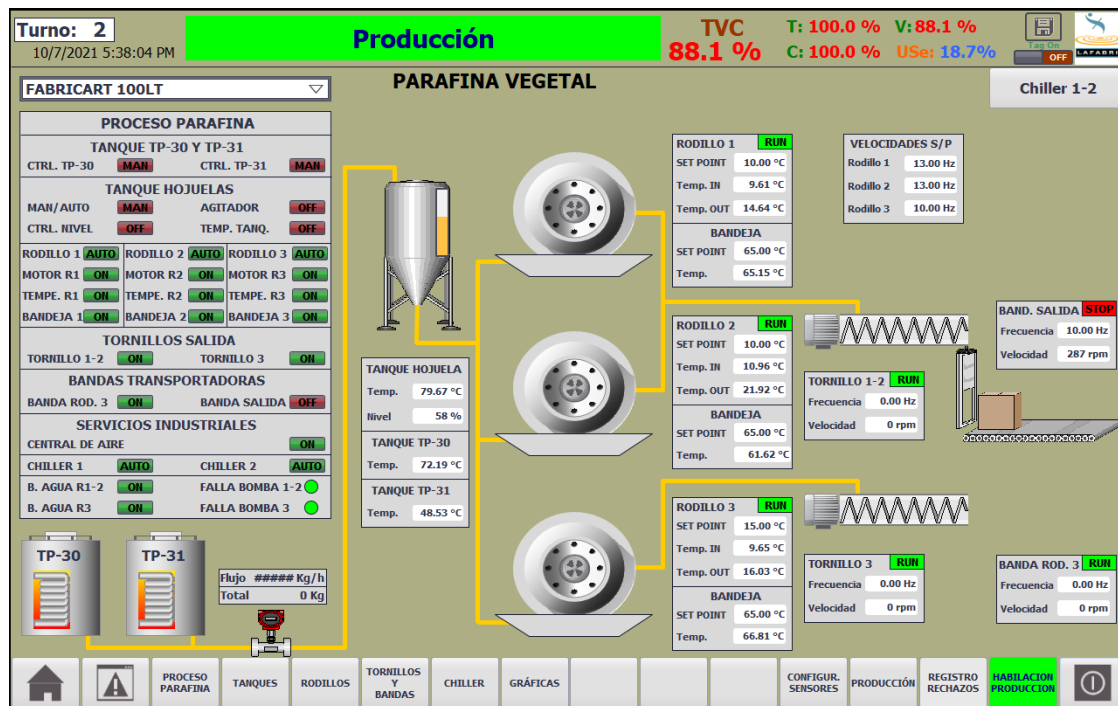 Turno: 2
10/7/2021 5:38:04 PM
Producción
TVC
88.1 %
T: 100.0 % V: 88.1 %
C: 100.0 % USe: 18.7%
Tag On
OFF
LAFABRI
FABRICART 100LT
PARAFINA VEGETAL
Chiller 1-2
PROCESO PARAFINA
TANQUE TP-30 Y TP-31
CTRL. TP-30 MAN CTRL. TP-31 MAN
TANQUE HOJUELAS
MAN/AUTO MAN AGITADOR OFF
CTRL. NIVEL OFF TEMP. TANQ. OFF
RODILLO 1 AUTO RODILLO 2 AUTO RODILLO 3 AUTO
MOTOR R1 ON MOTOR R2 ON MOTOR R3 ON
TEMPE. R1 ON TEMPE. R2 ON TEMPE. R3 ON
BANDEJA 1 ON BANDEJA 2 ON BANDEJA 3 ON
TORNILLOS SALIDA
TORNILLO 1-2 ON TORNILLO 3 ON
BANDAS TRANSPORTADORAS
BANDA ROD. 3 ON BANDA SALIDA OFF
SERVICIOS INDUSTRIALES
CENTRAL DE AIRE ON
CHILLER 1 AUTO CHILLER 2 AUTO
B. AGUA R1-2 ON FALLA BOMBA 1-2
B. AGUA R3 ON FALLA BOMBA 3
TP-30
TP-31
Flujo ##### Kg/h
Total 0 Kg
TANQUE HOJUELA
Temp. 79.67 °C
Nivel 58 %
TANQUE TP-30
Temp. 72.19 °C
TANQUE TP-31
Temp. 48.53 °C
RODILLO 1 RUN
SET POINT 10.00 °C
Temp. IN 9.61 °C
Temp. OUT 14.64 °C
BANDEJA
SET POINT 65.00 °C
Temp. 65.15 °C
VELOCIDADES S/P
Rodillo 1 13.00 Hz
Rodillo 2 13.00 Hz
Rodillo 3 10.00 Hz
RODILLO 2 RUN
SET POINT 10.00 °C
Temp. IN 10.96 °C
Temp. OUT 21.92 °C
BANDEJA
SET POINT 65.00 °C
Temp. 61.62 °C
TORNILLO 1-2 RUN
Frecuencia 0.00 Hz
Velocidad 0 rpm
BAND. SALIDA STOP
Frecuencia 10.00 Hz
Velocidad 287 rpm
RODILLO 3 RUN
SET POINT 15.00 °C
Temp. IN 9.65 °C
Temp. OUT 16.03 °C
BANDEJA
SET POINT 65.00 °C
Temp. 66.81 °C
TORNILLO 3 RUN
Frecuencia 0.00 Hz
Velocidad 0 rpm
BANDA ROD. 3 RUN
Frecuencia 0.00 Hz
Velocidad 0 rpm
PROCESO
PARAFINA
TANQUES
RODILLOS
TORNILLOS
Y
BANDAS
CHILLER
GRÁFICAS
CONFIGUR.
SENSORES
PRODUCCIÓN
REGISTRO
RECHAZOS
HABILACION
PRODUCCION